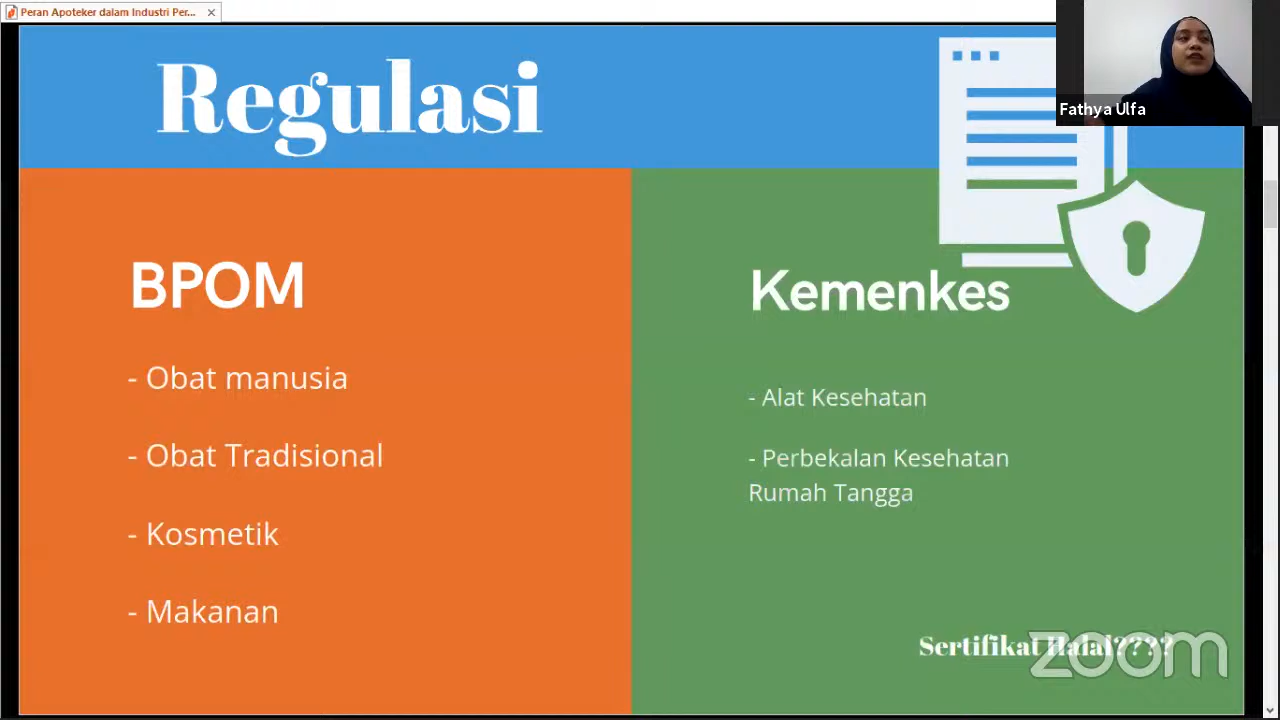 Peran Apoteker dalam Industri Per...
Fathya Ulfa
Regulasi
BPOM
- Obat manusia
- Obat Tradisional
- Kosmetik
- Makanan
Kemenkes
- Alat Kesehatan
- Perbekalan Kesehatan
Rumah Tangga
Sertifikat Halal????
zoom